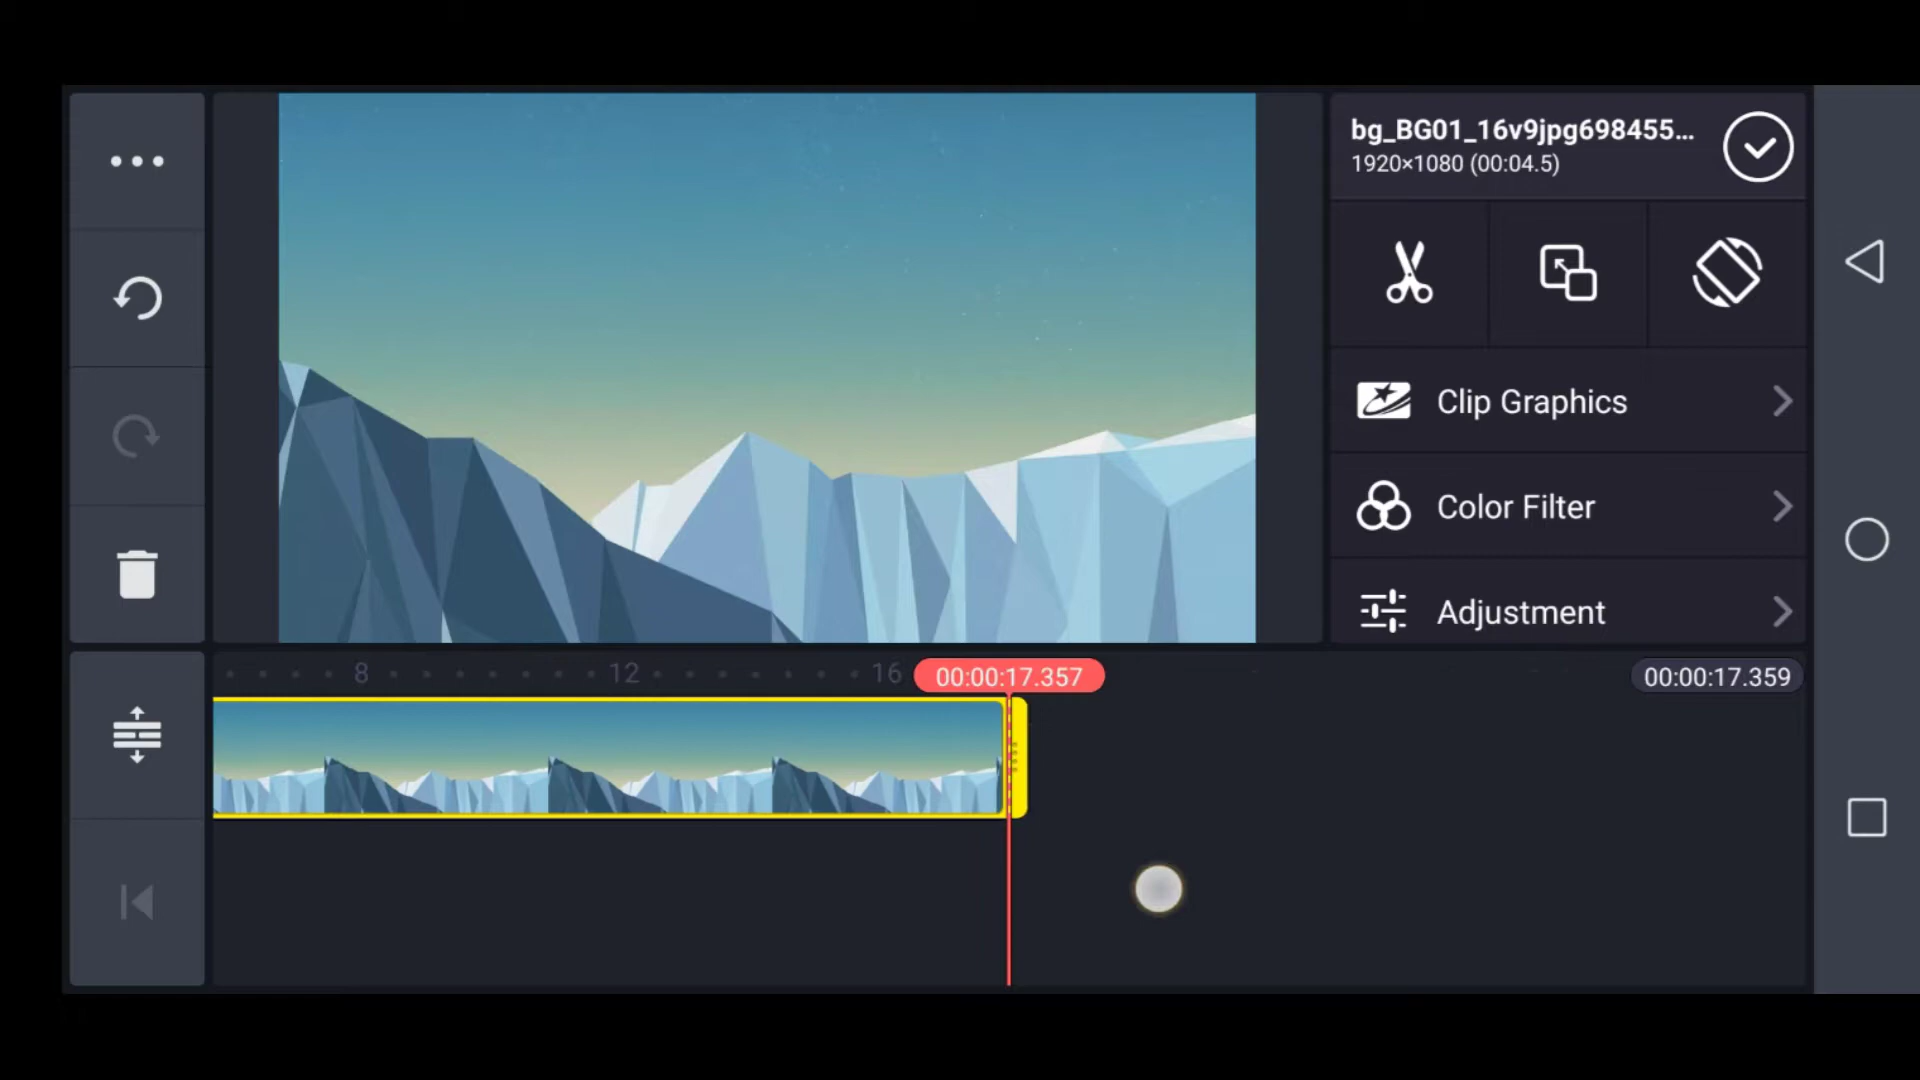 bg_BG01_16v9jpg698455...
1920×1080 (00:04.5)
Clip Graphics
Color Filter
Adjustment
8
12
16
00:00:17.357
00:00:17.359